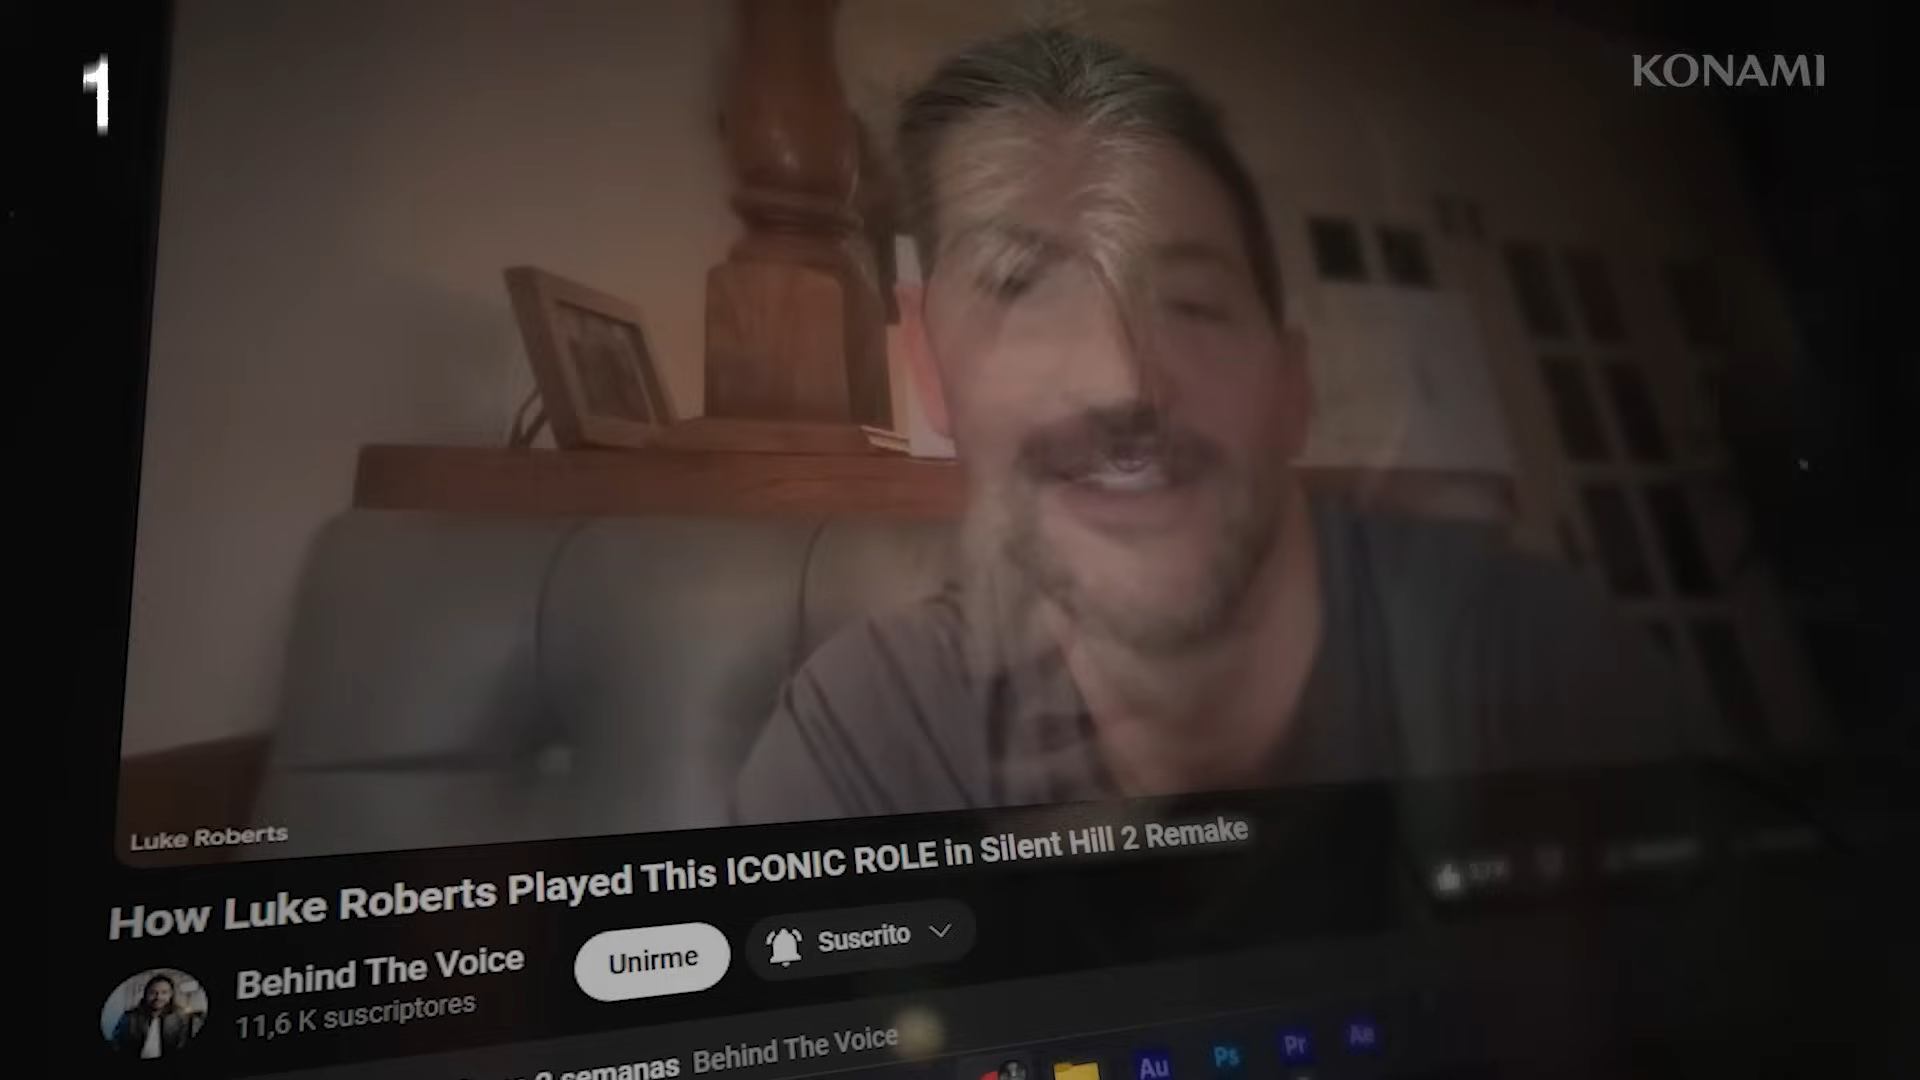 1
KONAMI
Luke Roberts
How Luke Roberts Played This ICONIC ROLE in Silent Hill 2 Remake
Behind The Voice
11,6 K suscriptores
Unirme
Suscrito
semanas Behind The Voice
Au
Ps
Pr
Ae